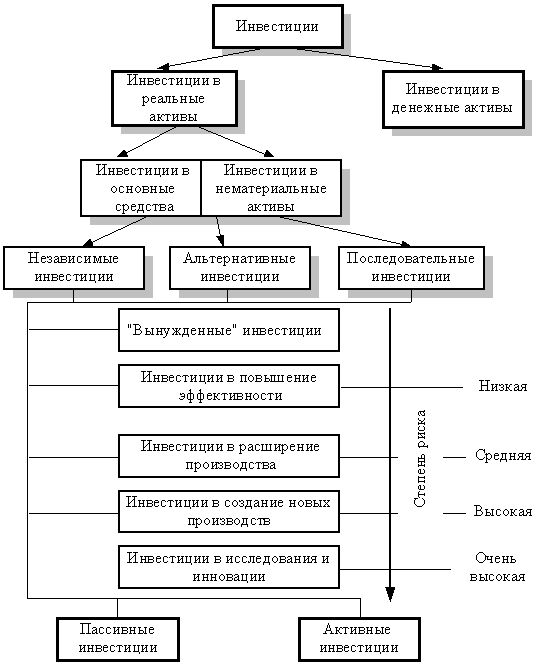 Инвестиции
Инвестиции в
реальные
активы
Инвестиции в
денежные активы
Инвестиции в
основные
средства
Инвестиции в
нематериальные
активы
Независимые
инвестиции
Альтернативные
инвестиции
Последовательные
инвестиции
"Вынужденные" инвестиции
Инвестиции в повышение
эффективности
Низкая
Инвестиции в расширение
производства
Средняя
Степень риска
Инвестиции в создание новых
производств
Высокая
Инвестиции в исследования и
инновации
Очень
высокая
Пассивные
инвестиции
Активные
инвестиции